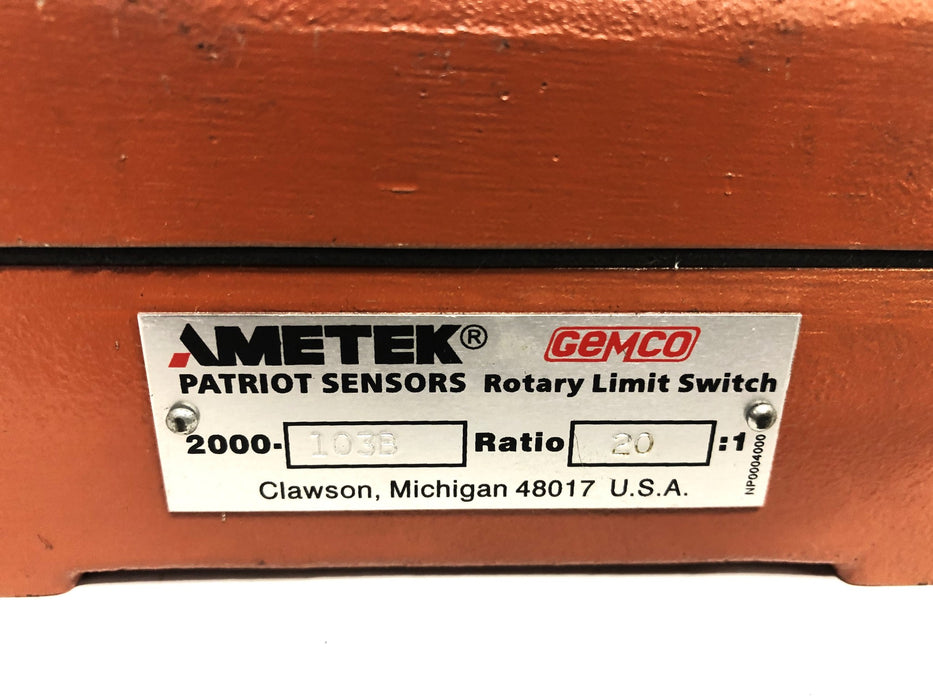 AMETEK® GEMCO
PATRIOT SENSORS Rotary Limit Switch
2000- 103B Ratio 20 :1
Clawson, Michigan 48017 U.S.A.
NP0004000